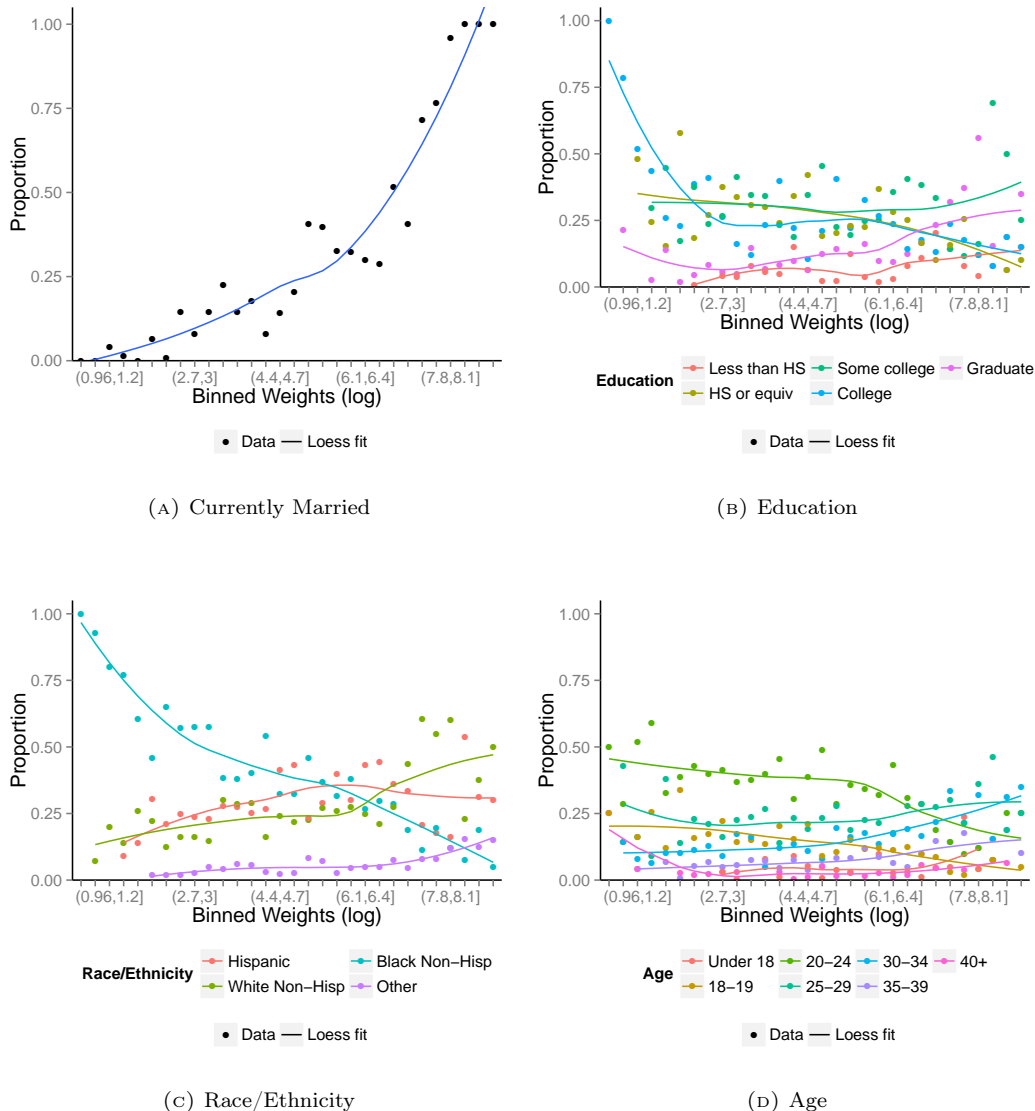 1.00
0.75
0.50
0.25
0.00
Proportion
(0.96,1.2] (2.7,3] (4.4,4.7] (6.1,6.4] (7.8,8.1]
Binned Weights (log)
Data Loess fit
(A) Currently Married
1.00
0.75
0.50
0.25
0.00
Proportion
(0.96,1.2] (2.7,3] (4.4,4.7] (6.1,6.4] (7.8,8.1]
Binned Weights (log)
Education Less than HS Some college Graduate
HS or equiv College
Data Loess fit
(B) Education
1.00
0.75
0.50
0.25
0.00
Proportion
(0.96,1.2] (2.7,3] (4.4,4.7] (6.1,6.4] (7.8,8.1]
Binned Weights (log)
Race/Ethnicity Hispanic Black Non−Hisp
White Non−Hisp Other
Data Loess fit
(C) Race/Ethnicity
1.00
0.75
0.50
0.25
0.00
Proportion
(0.96,1.2] (2.7,3] (4.4,4.7] (6.1,6.4] (7.8,8.1]
Binned Weights (log)
Age Under 18 20−24 30−34 40+
18−19 25−29 35−39
Data Loess fit
(D) Age